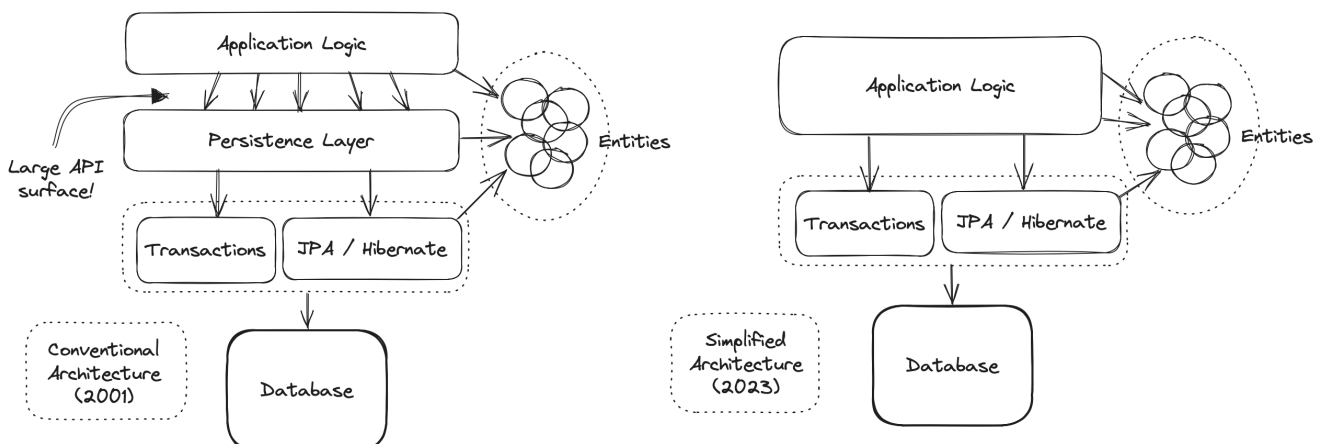 Application Logic
Persistence Layer
Large API
surface!
Entities
Transactions
JPA / Hibernate
Conventional
Architecture
(2001)
Database
Application Logic
Entities
Transactions
JPA / Hibernate
Simplified
Architecture
(2023)
Database